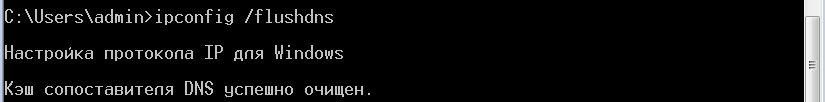 C:\Users\admin>ipconfig /flushdns
Настройка протокола IP для Windows
Кэш сопоставителя DNS успешно очищен.